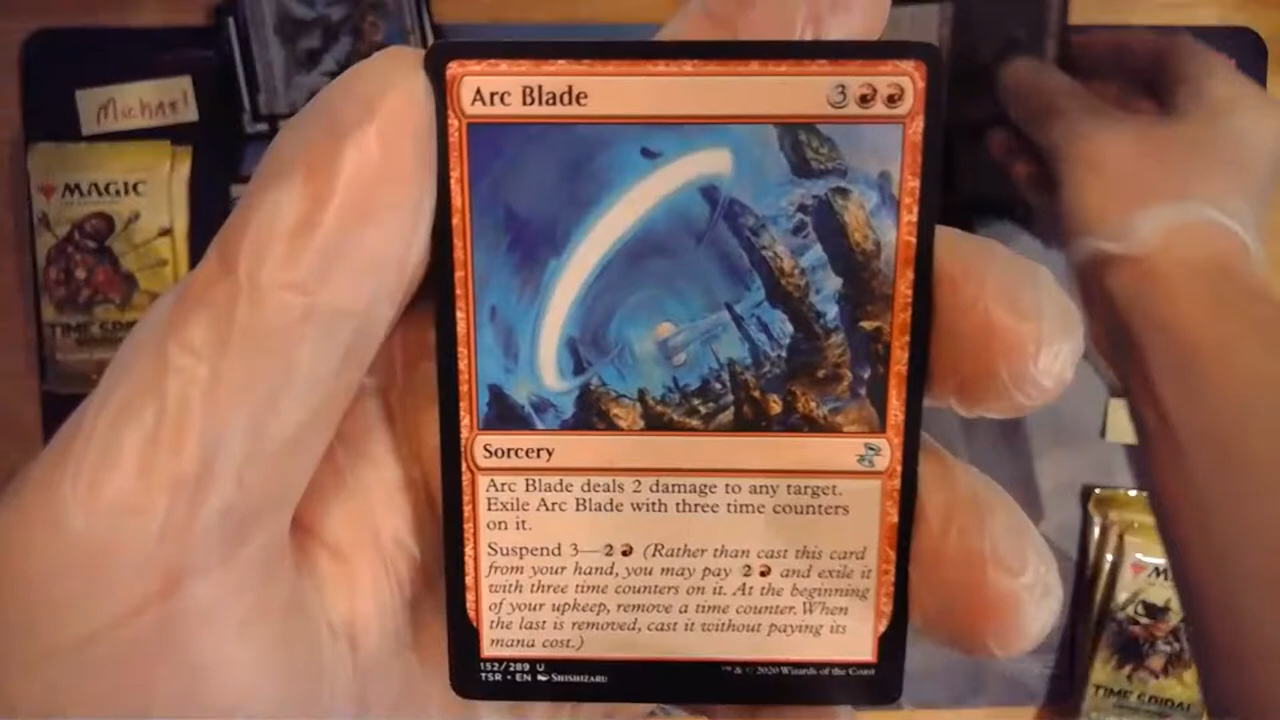 Michael
MAGIC
TIME SPI
Arc Blade
3
Sorcery
Arc Blade deals 2 damage to any target.
Exile Arc Blade with three time counters
on it.
Suspend 3—2 (Rather than cast this card
from your hand, you may pay 2 and exile it
with three time counters on it. At the beginning
of your upkeep, remove a time counter. When
the last is removed, cast it without paying its
mana cost.)
152/289 U
TSR • EN Shishizaru
™ & © 2020 Wizards of the Coast
M
TIME SPIRAL